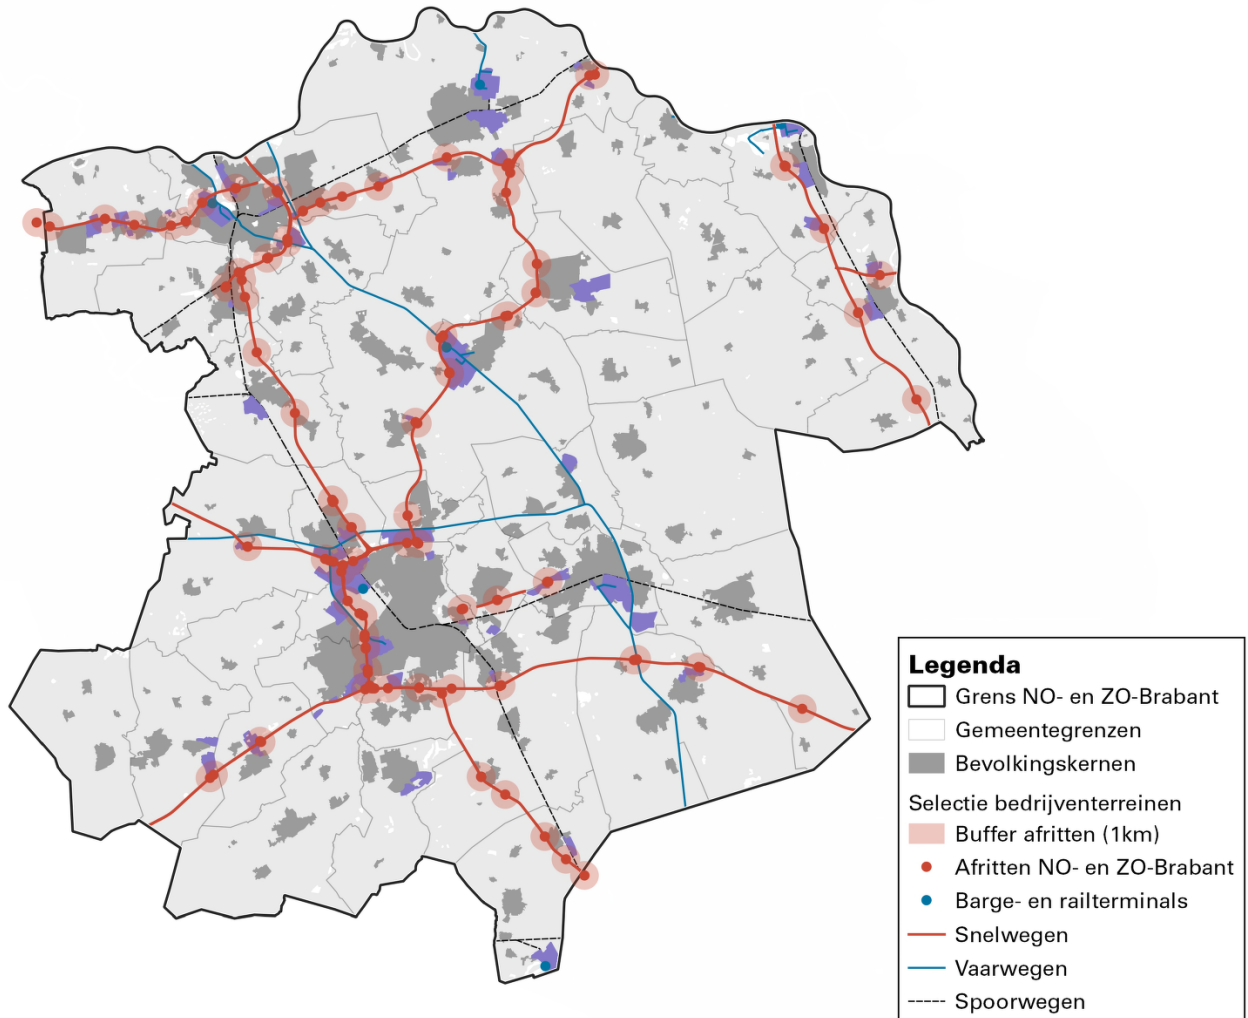 Legenda
Grens NO- en ZO-Brabant
Gemeentegrenzen
Bevolkingskernen
Selectie bedrijventerreinen
Buffer afritten (1km)
Afritten NO- en ZO-Brabant
Barge- en railterminals
Snelwegen
Vaarwegen
Spoorwegen